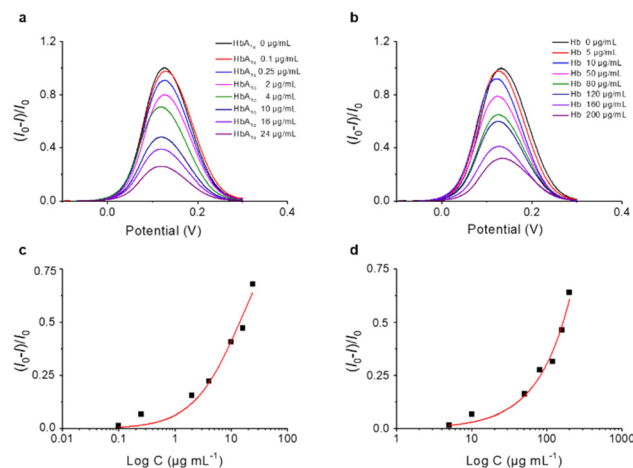 a
(I₀-I)/I₀
1.2
0.8
0.4
0.0
0.0
0.2
0.4
Potential (V)
HbA₁c 0 µg/mL
HbA₁c 0.1 µg/mL
HbA₁c 0.25 µg/mL
HbA₁c 2 µg/mL
HbA₁c 4 µg/mL
HbA₁c 10 µg/mL
HbA₁c 16 µg/mL
HbA₁c 24 µg/mL
b
(I₀-I)/I₀
1.2
0.8
0.4
0.0
0.0
0.2
0.4
Potential (V)
Hb 0 µg/mL
Hb 5 µg/mL
Hb 10 µg/mL
Hb 50 µg/mL
Hb 80 µg/mL
Hb 120 µg/mL
Hb 160 µg/mL
Hb 200 µg/mL
c
(I₀-I)/I₀
0.75
0.50
0.25
0.00
0.01
0.1
1
10
100
Log C (µg mL⁻¹)
d
(I₀-I)/I₀
0.75
0.50
0.25
0.00
1
10
100
1000
Log C (µg mL⁻¹)